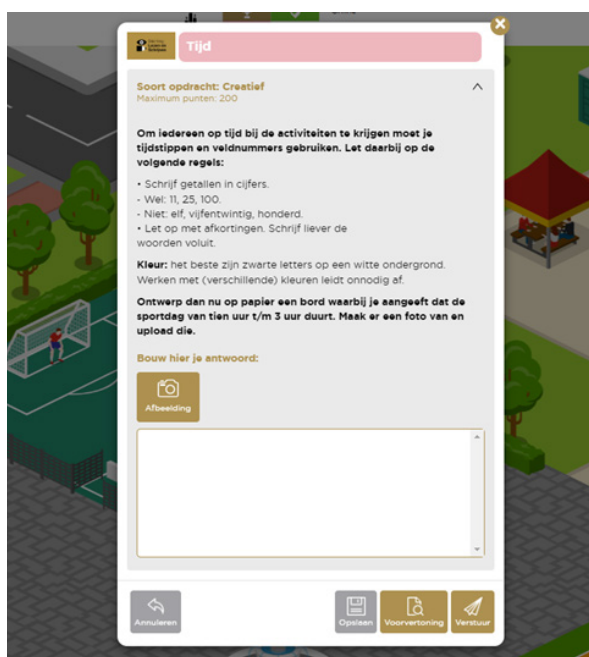 Tijd
Soort opdracht: Creatief
Maximum punten: 200
Om iedereen op tijd bij de activiteiten te krijgen moet je
tijdstippen en veldnummers gebruiken. Let daarbij op de
volgende regels:
• Schrijf getallen in cijfers.
- Wel: 11, 25, 100.
- Niet: elf, vijfentwintig, honderd.
• Let op met afkortingen. Schrijf liever de
woorden voluit.
Kleur: het beste zijn zwarte letters op een witte ondergrond.
Werken met (verschillende) kleuren leidt onnodig af.
Ontwerp dan nu op papier een bord waarbij je aangeeft dat de
sportdag van tien uur t/m 3 uur duurt. Maak er een foto van en
upload die.
Bouw hier je antwoord:
Afbeelding
Annuleren
Opslaan
Voorvertoning
Verstuur